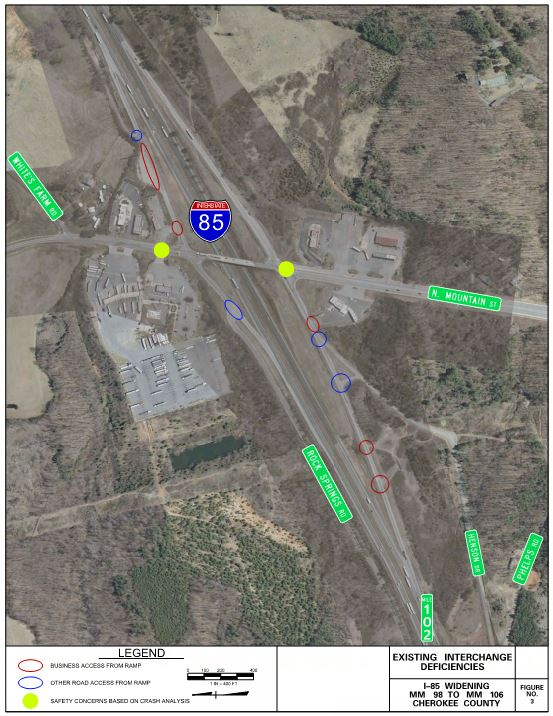 WHITE'S FARM RD
INTERSTATE
85
N. MOUNTAIN ST
ROCK SPRINGS RD
HENSON DR
PHELPS RD
MILE
102
LEGEND
BUSINESS ACCESS FROM RAMP
OTHER ROAD ACCESS FROM RAMP
SAFETY CONCERNS BASED ON CRASH ANALYSIS
0 100 200 400
1 IN = 400 FT
EXISTING INTERCHANGE
DEFICIENCIES
I-85 WIDENING
MM 98 TO MM 106
CHEROKEE COUNTY
FIGURE
NO.
3